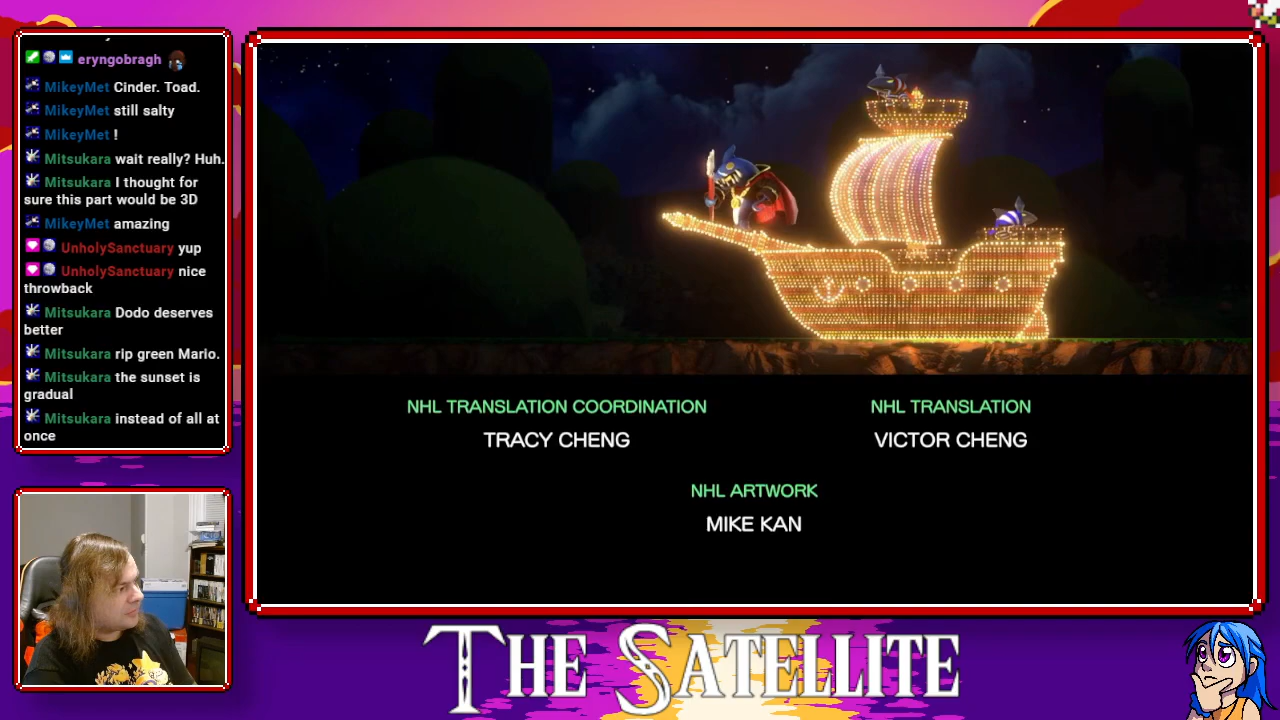 eryngobragh
MikeyMet Cinder. Toad.
MikeyMet still salty
MikeyMet !
Mitsukara wait really? Huh.
Mitsukara I thought for
sure this part would be 3D
MikeyMet amazing
UnholySanctuary yup
UnholySanctuary nice
throwback
Mitsukara Dodo deserves
better
Mitsukara rip green Mario.
Mitsukara the sunset is
gradual
Mitsukara instead of all at
once
NHL TRANSLATION COORDINATION
TRACY CHENG
NHL TRANSLATION
VICTOR CHENG
NHL ARTWORK
MIKE KAN
THE SATELLITE